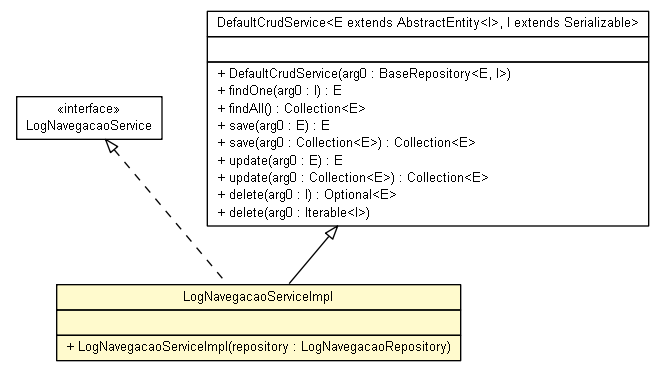 DefaultCrudService<E extends AbstractEntity<I>, I extends Serializable>
+ DefaultCrudService(arg0 : BaseRepository<E, I>)
+ findOne(arg0 : I) : E
+ findAll() : Collection<E>
+ save(arg0 : E) : E
+ save(arg0 : Collection<E>) : Collection<E>
+ update(arg0 : E) : E
+ update(arg0 : Collection<E>) : Collection<E>
+ delete(arg0 : I) : Optional<E>
+ delete(arg0 : Iterable<I>)
«interface»
LogNavegacaoService
LogNavegacaoServiceImpl
+ LogNavegacaoServiceImpl(repository : LogNavegacaoRepository)